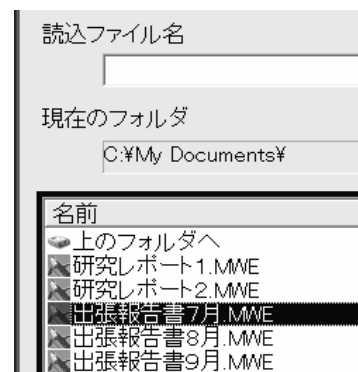 読込ファイル名
現在のフォルダ
C:¥My Documents¥
名前
上のフォルダへ
研究レポート1.MWE
研究レポート2.MWE
出張報告書7月.MWE
出張報告書8月.MWE
出張報告書9月.MWE